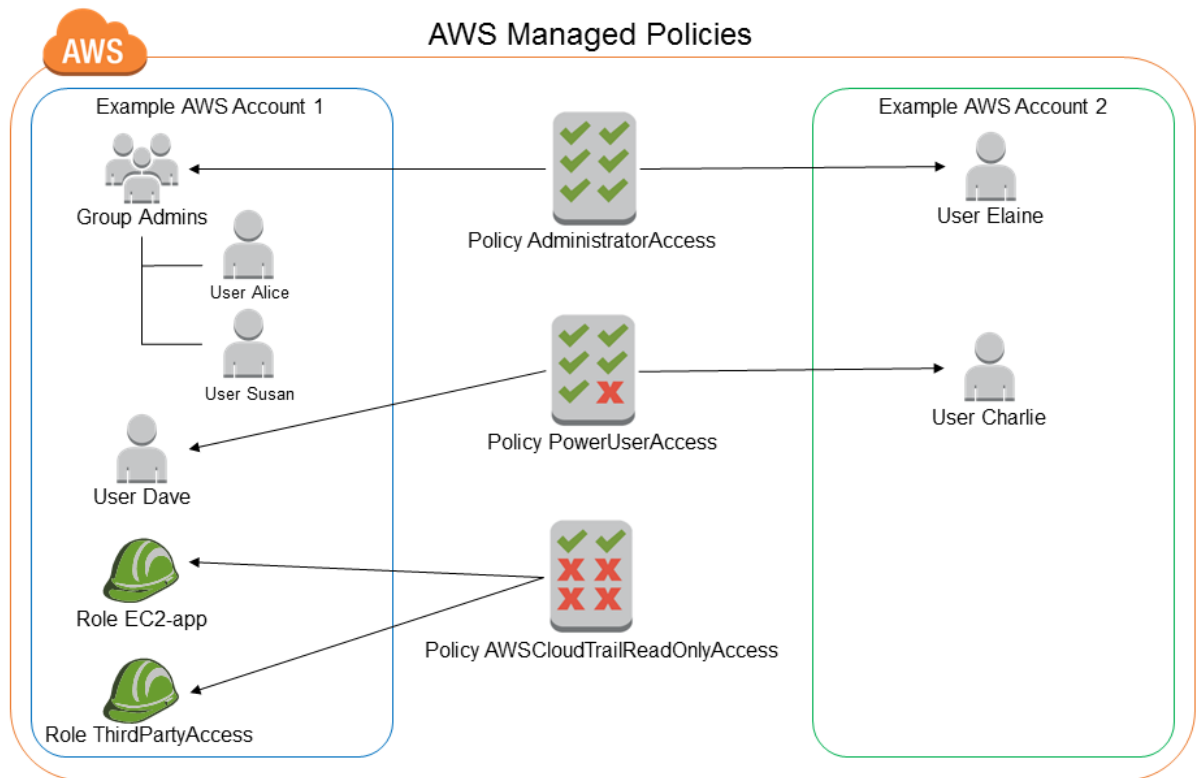 AWS
AWS Managed Policies
Example AWS Account 1
Group Admins
User Alice
User Susan
User Dave
Role EC2-app
Role ThirdPartyAccess
Policy AdministratorAccess
Policy PowerUserAccess
Policy AWSCloudTrailReadOnlyAccess
Example AWS Account 2
User Elaine
User Charlie